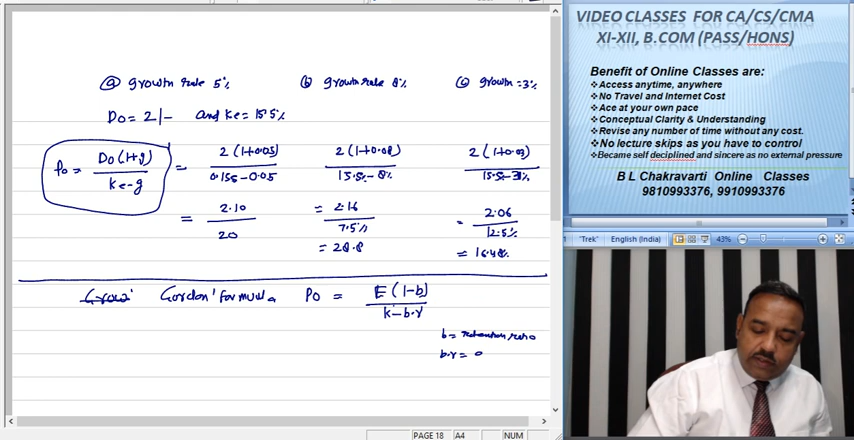 (a) growth rate 5% (b) growth rate 8% (c) growth = 3%
D₀ = 2/- and Ke = 15.5%
P₀ = D₀(1+g) / Ke-g = 2(1+0.05) / 0.155-0.05 2(1+0.08) / 15.5%-8% 2(1+0.03) / 15.5-3%
= 2.10 / 20 = 2.16 / 7.5% = 2.06 / 12.5%
= 28.8 = 16.48
Gordon' formula P₀ = E(1-b) / K-b.r
b = retention ratio
b.r =
VIDEO CLASSES FOR CA/CS/CMA
XI-XII, B.COM (PASS/HONS)
Benefit of Online Classes are:
❖Access anytime, anywhere
❖No Travel and Internet Cost
❖Ace at your own pace
❖Conceptual Clarity & Understanding
❖Revise any number of time without any cost.
❖No lecture skips as you have to control
❖Became self deciplined and sincere as no external pressure
B L Chakravarti Online Classes
9810993376, 9910993376
"Trek" English (India) 43%
PAGE 18 A4 NUM